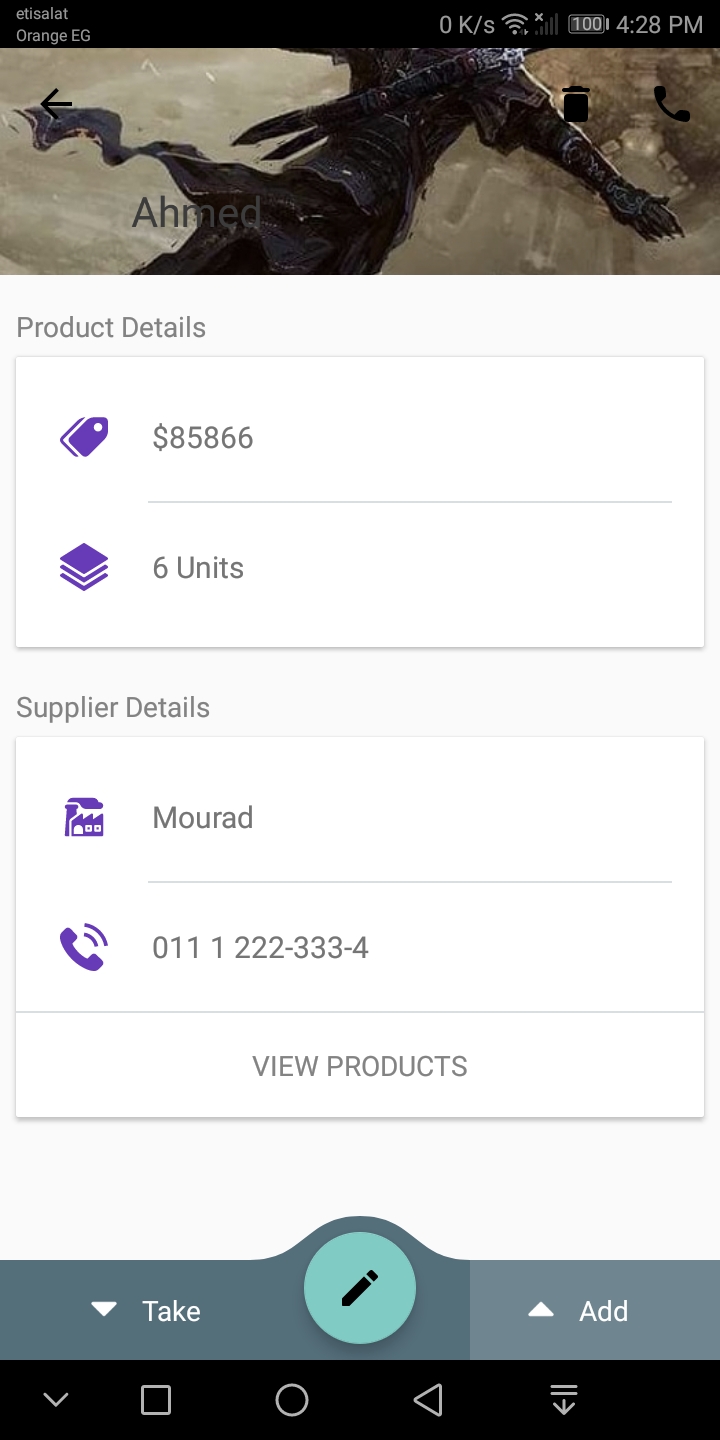 etisalat
Orange EG
0 K/s 100 4:28 PM
Ahmed
Product Details
$85866
6 Units
Supplier Details
Mourad
011 1 222-333-4
VIEW PRODUCTS
Take
Add